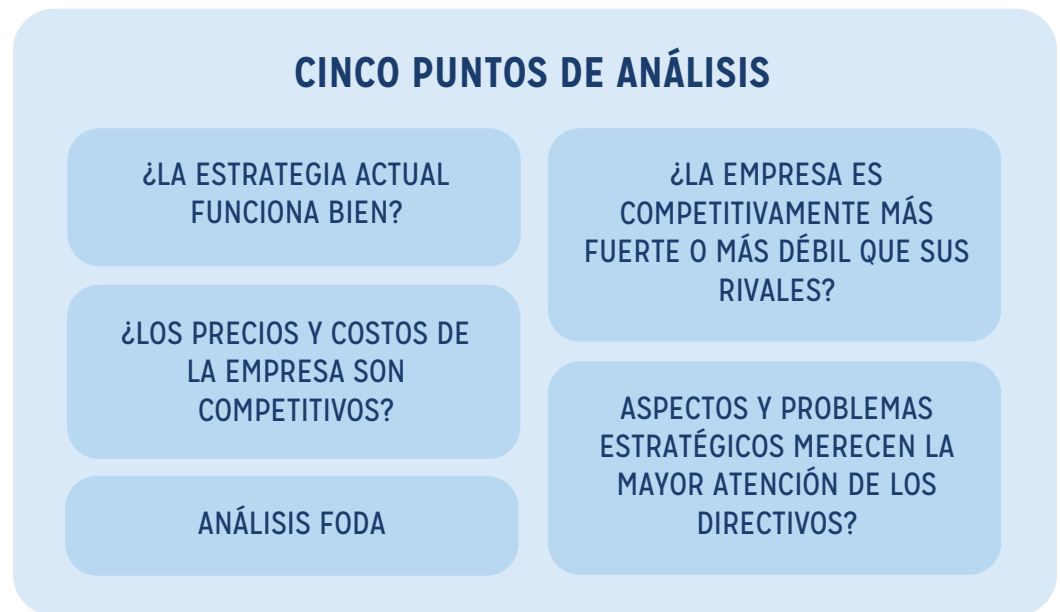 CINCO PUNTOS DE ANÁLISIS
¿LA ESTRATEGIA ACTUAL
FUNCIONA BIEN?
¿LOS PRECIOS Y COSTOS DE
LA EMPRESA SON
COMPETITIVOS?
ANÁLISIS FODA
¿LA EMPRESA ES
COMPETITIVAMENTE MÁS
FUERTE O MÁS DÉBIL QUE SUS
RIVALES?
ASPECTOS Y PROBLEMAS
ESTRATÉGICOS MERECEN LA
MAYOR ATENCIÓN DE LOS
DIRECTIVOS?